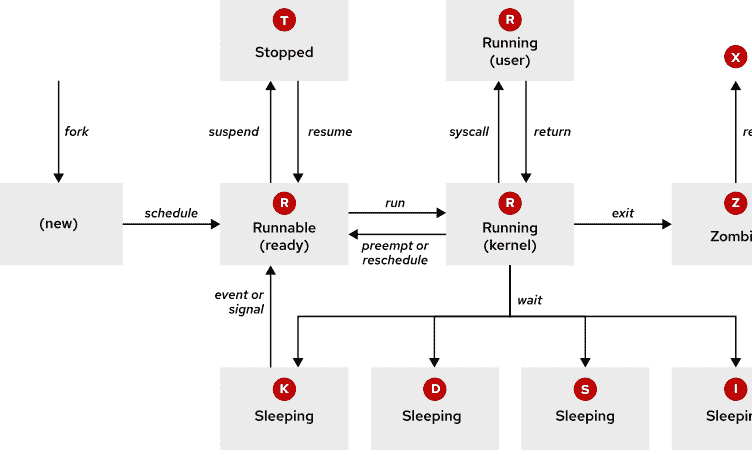 T
Stopped
R
Running
(user)
X
fork
suspend
resume
syscall
return
(new)
schedule
R
Runnable
(ready)
run
preempt or
reschedule
R
Running
(kernel)
exit
Z
event or
signal
wait
K
Sleeping
D
Sleeping
S
Sleeping
I